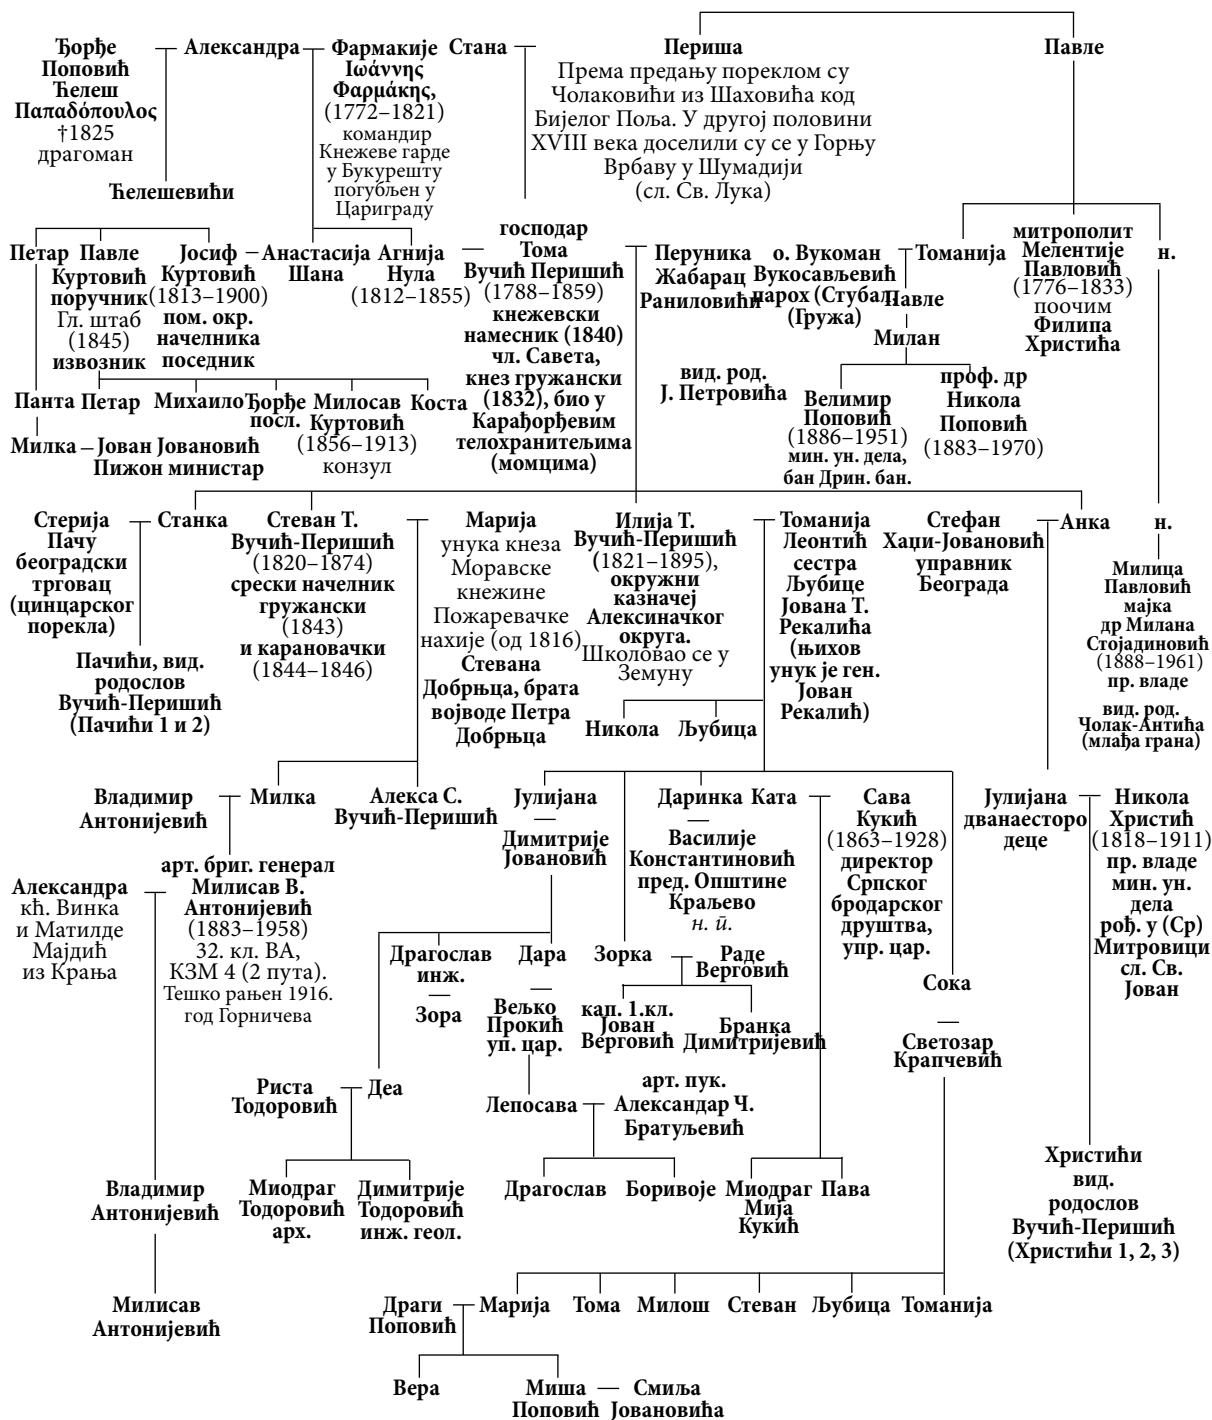 Ђорђе
Поповић
Ћелеш
Παπαδόπουλος
†1825
драгоман
Александра
Фармакије
Ιωάννης
Φαρμάκης,
(1772–1821)
командир
Кнежеве гарде
у Букурешту
погубљен у
Цариграду
Стана
Периша
Према предању пореклом су
Чолаковићи из Шаховића код
Бијелог Поља. У другој половини
XVIII века доселили су се у Горњу
Врбаву у Шумадији
(сл. Св. Лука)
Павле
Ћелешевићи
Петар
Павле
Куртовић
поручник
Гл. штаб
(1845)
извозник
Јосиф
Куртовић
(1813–1900)
пом. окр.
начелника
поседник
Анастасија
Шана
Агнија
Нула
(1812–1855)
господар
Тома
Вучић Перишић
(1788–1859)
кнежевски
намесник (1840)
чл. Савета,
кнез гружански
(1832), био у
Карађорђевим
телохранитељима
(момцима)
Перуника
Жабарац
Раниловићи
вид. род.
Ј. Петровића
о. Вукоман
Вукосављевић
парох (Стубал.
(Гружа)
Томанија
Павле
Милан
митрополит
Мелентије
Павловић
(1776–1833)
поочим
Филипа
Христића
н.
Велимир
Поповић
(1886–1951)
мин. ун. дела,
бан Дрин. бан.
проф. др
Никола
Поповић
(1883–1970)
Панта
Петар
Михаило
Ђорђе
посл.
Милосав
Куртовић
(1856–1913)
конзул
Коста
Милка
Јован Јовановић
Пижон министар
Стерија
Пачу
београдски
трговац
(цинцарског
порекла)
Станка
Стеван Т.
Вучић-Перишић
(1820–1874)
срески начелник
гружански
(1843)
и карановачки
(1844–1846)
Марија
унука кнеза
Моравске
кнежине
Пожаревачке
нахије (од 1816)
Стевана
Добрњца, брата
војводе Петра
Добрњца
Илија Т.
Вучић-Перишић
(1821–1895),
окружни
казначеј
Алексиначког
округа.
Школовао се у
Земуну
Томанија
Леонтић
сестра
Љубице
Јована Т.
Рекалића
(њихов
унук је ген.
Јован
Рекалић)
Стефан
Хаџи-Јовановић
управник
Београда
Анка
н.
Милица
Павловић
мајка
др Милана
Стојадиновић
(1888–1961)
пр. владе
вид. род.
Чолак-Антића
(млађа грана)
Пачићи, вид.
родослов
Вучић-Перишић
(Пачићи 1 и 2)
Никола
Љубица
Владимир
Антонијевић
Милка
Алекса С.
Вучић-Перишић
Јулијана
Димитрије
Јовановић
Даринка
Василије
Константиновић
пред. Општине
Краљево
н. п.
Ката
Сава
Кукић
(1863–1928)
директор
Српског
бродарског
друштва,
упр. цар.
Јулијана
дванаесторо
деце
Никола
Христић
(1818–1911)
пр. владе
мин. ун.
дела
рођ. у (Ср)
Митровици
сл. Св.
Јован
Александра
кћ. Винка
и Матилде
Мајдић
из Крања
арт. бриг. генерал
Милисав В.
Антонијевић
(1883–1958)
32. кл. ВА,
КЗМ 4 (2 пута).
Тешко рањен 1916.
год Горничева
Драгослав
инж.
Зора
Дара
Вељко
Прокић
уп. цар.
Зорка
Раде
Верговић
Сока
Светозар
Крапчевић
кап. 1.кл.
Јован
Верговић
Бранка
Димитријевић
Риста
Тодоровић
Деа
Лепосава
арт. пук.
Александар Ч.
Братуљевић
Владимир
Антонијевић
Миодраг
Тодоровић
арх.
Димитрије
Тодоровић
инж. геол.
Драгослав
Боривоје
Миодраг
Мија
Кукић
Пава
Христићи
вид.
родослов
Вучић-Перишић
(Христићи 1, 2, 3)
Милисав
Антонијевић
Драги
Поповић
Марија
Тома
Милош
Стеван
Љубица
Томанија
Вера
Миша
Поповић
Смиља
Јовановића